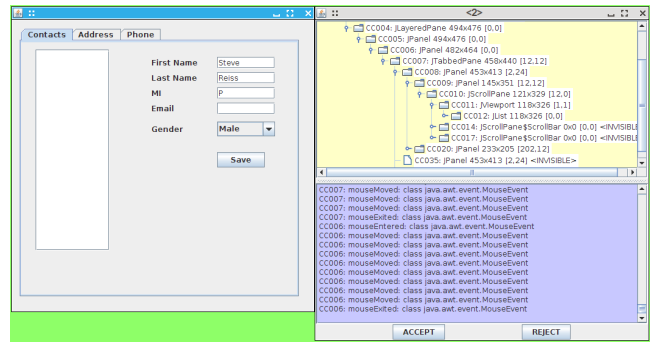 <2>
Contacts Address Phone
First Name Steve
Last Name Reiss
MI P
Email
Gender Male
Save
CC004: JLayeredPane 494x476 [0,0]
CC005: JPanel 494x476 [0,0]
CC006: JPanel 482x464 [0,0]
CC007: JTabbedPane 458x440 [12,12]
CC008: JPanel 453x413 [2,24]
CC009: JPanel 145x351 [12,12]
CC010: JScrollPane 121x329 [12,0]
CC011: JViewport 118x326 [1,1]
CC012: JList 118x326 [0,0]
CC014: JScrollPane$ScrollBar 0x0 [0,0] <INVISIBLE
CC017: JScrollPane$ScrollBar 0x0 [0,0] <INVISIBLE
CC020: JPanel 233x205 [202,12]
CC035: JPanel 453x413 [2,24] <INVISIBLE>
CC007: mouseMoved: class java.awt.event.MouseEvent
CC007: mouseMoved: class java.awt.event.MouseEvent
CC007: mouseMoved: class java.awt.event.MouseEvent
CC007: mouseExited: class java.awt.event.MouseEvent
CC006: mouseEntered: class java.awt.event.MouseEvent
CC006: mouseMoved: class java.awt.event.MouseEvent
CC006: mouseMoved: class java.awt.event.MouseEvent
CC006: mouseMoved: class java.awt.event.MouseEvent
CC006: mouseMoved: class java.awt.event.MouseEvent
CC006: mouseMoved: class java.awt.event.MouseEvent
CC006: mouseMoved: class java.awt.event.MouseEvent
CC006: mouseMoved: class java.awt.event.MouseEvent
CC006: mouseMoved: class java.awt.event.MouseEvent
CC006: mouseExited: class java.awt.event.MouseEvent
ACCEPT REJECT